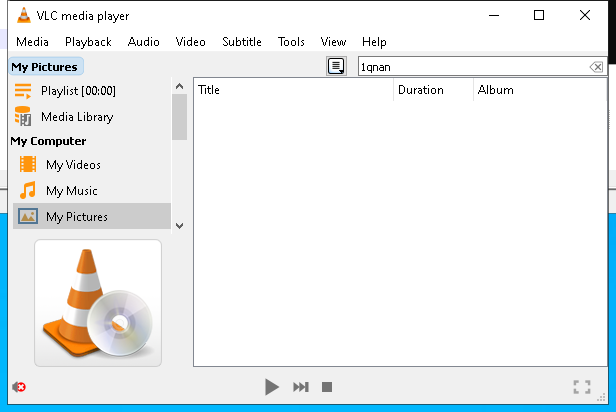 VLC media player
Media Playback Audio Video Subtitle Tools View Help
My Pictures
1qnan
Playlist [00:00]
Media Library
My Computer
My Videos
My Music
My Pictures
Title Duration Album